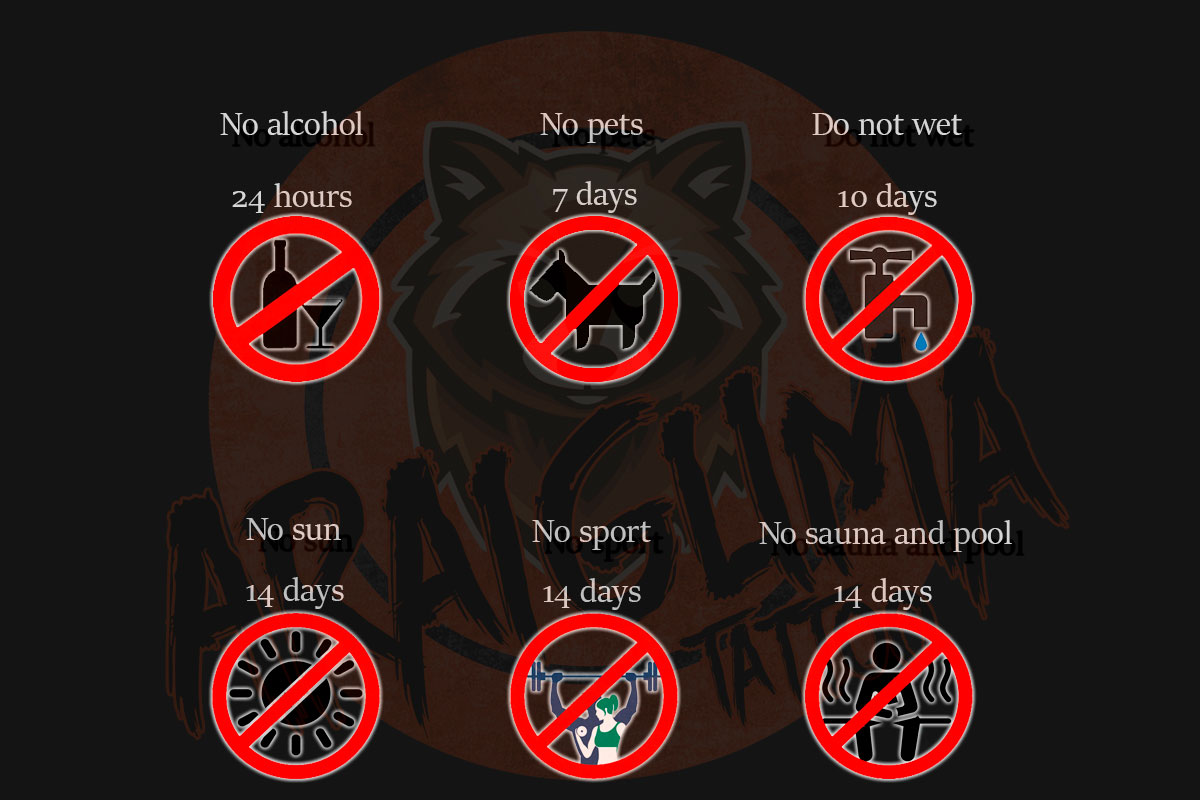 No alcohol
24 hours
No pets
7 days
Do not wet
10 days
No sun
14 days
No sport
14 days
No sauna and pool
14 days
ARAIGUMA
TATTOO